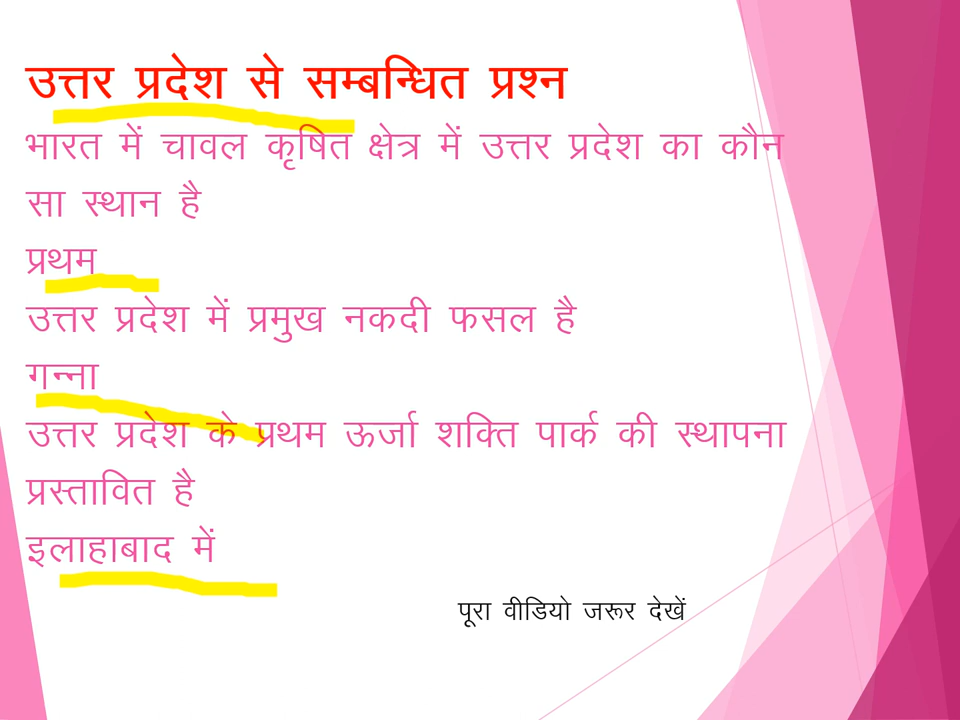 उत्तर प्रदेश से सम्बन्धित प्रश्न
भारत में चावल कृषित क्षेत्र में उत्तर प्रदेश का कौन
सा स्थान है
प्रथम
उत्तर प्रदेश में प्रमुख नकदी फसल है
गन्ना
उत्तर प्रदेश के प्रथम ऊर्जा शक्ति पार्क की स्थापना
प्रस्तावित है
इलाहाबाद में
पूरा वीडियो जरूर देखें